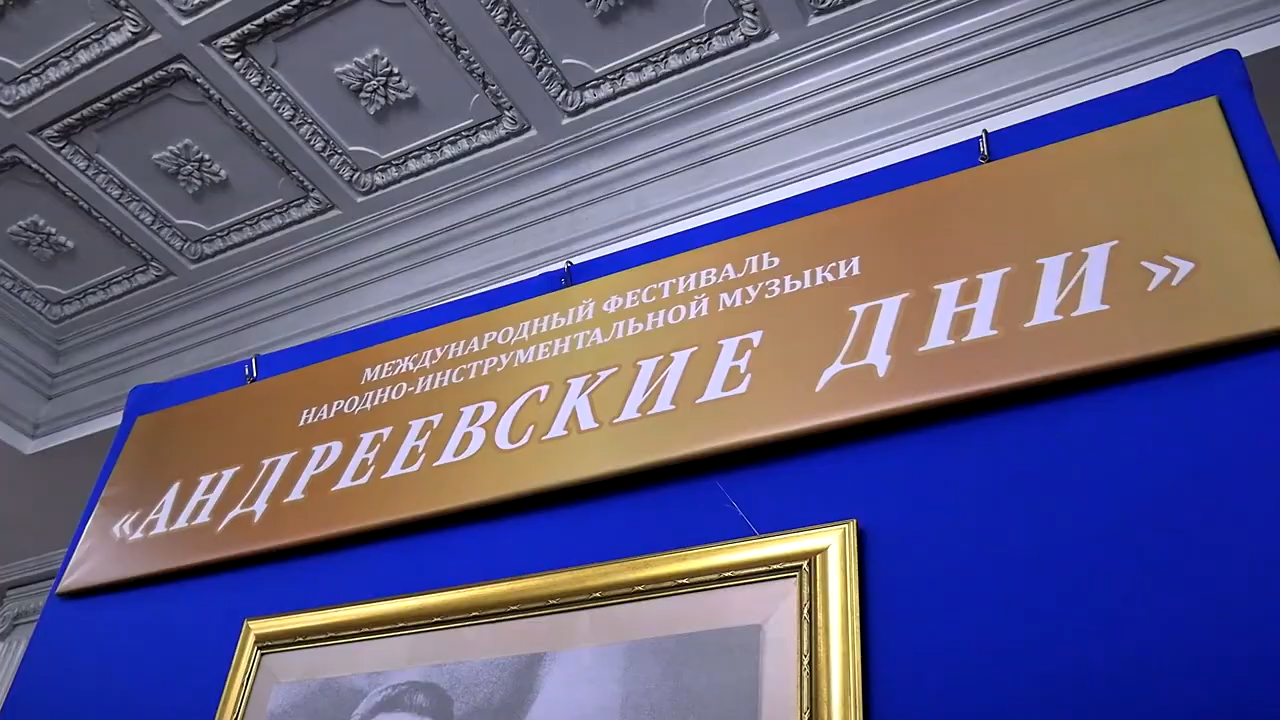 МЕЖДУНАРОДНЫЙ ФЕСТИВАЛЬ
НАРОДНО-ИНСТРУМЕНТАЛЬНОЙ МУЗЫКИ
«АНДРЕЕВСКИЕ ДНИ»